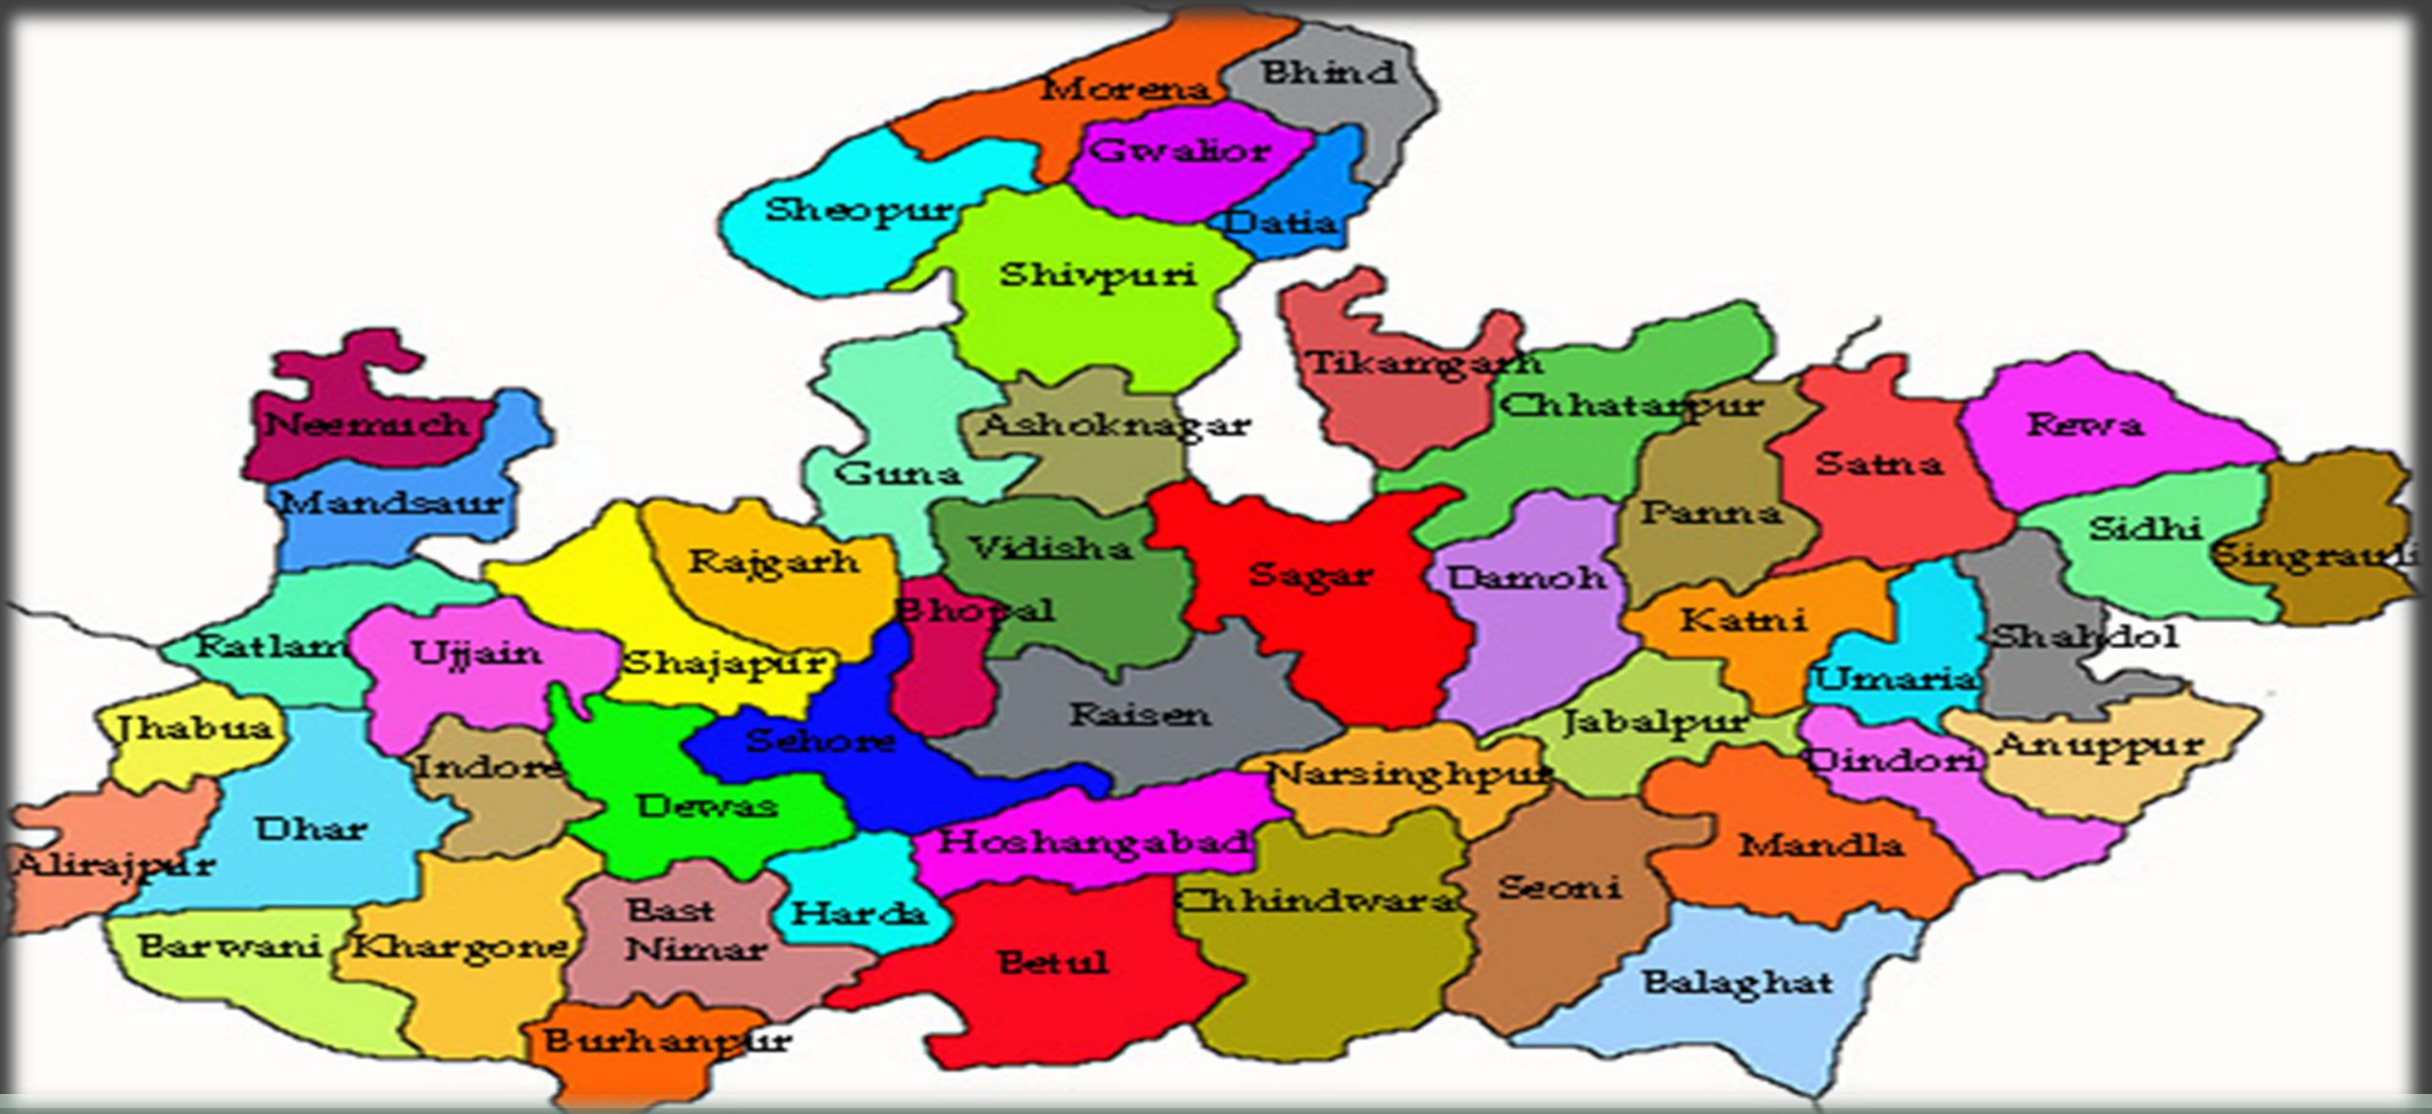 Bhind
Morena
Gwalior
Sheopur
Datia
Shivpuri
Tikamgarh
Chhatarpur
Neemuch
Ashoknagar
Rewa
Guna
Satna
Mandsaur
Panna
Sidhi
Vidisha
Singrauli
Rajgarh
Sagar
Damoh
Bhopal
Katni
Shahdol
Ratlam
Ujjain
Shajapur
Umaria
Raisen
Jabalpur
Jhabua
Sehore
Anuppur
Indore
Narsinghpur
Dindori
Dewas
Dhar
Hoshangabad
Mandla
Alirajpur
Chhindwara
Seoni
East
Nimar
Harda
Barwani
Khargone
Betul
Balaghat
Burhanpur